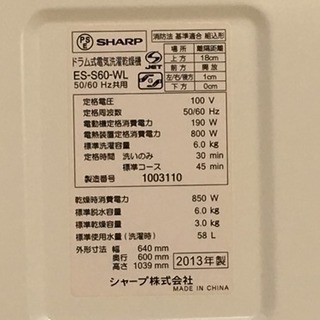 PS E SHARP
消防法 基準適合 組込形
ドラム式電気洗濯乾燥機
ES-S60-WL
50/60 Hz共用
JET
場所 離隔距離
上方 18cm
前方 開放
左/右/後方 1cm
下方 0cm
定格電圧 100 V
定格周波数 50/60 Hz
電動機定格消費電力 190 W
電熱装置定格消費電力 800 W
標準洗濯容量 6.0 kg
定格時間 洗いのみ 30 min
標準コース 45 min
製造番号 1003110
乾燥時消費電力 850 W
標準脱水容量 6.0 kg
標準乾燥容量 3.0 kg
標準使用水量(洗濯時) 58 L
外形寸法 幅 640 mm
奥行 600 mm
高さ 1039 mm
2013年製
シャープ株式会社
MADE IN CHINA